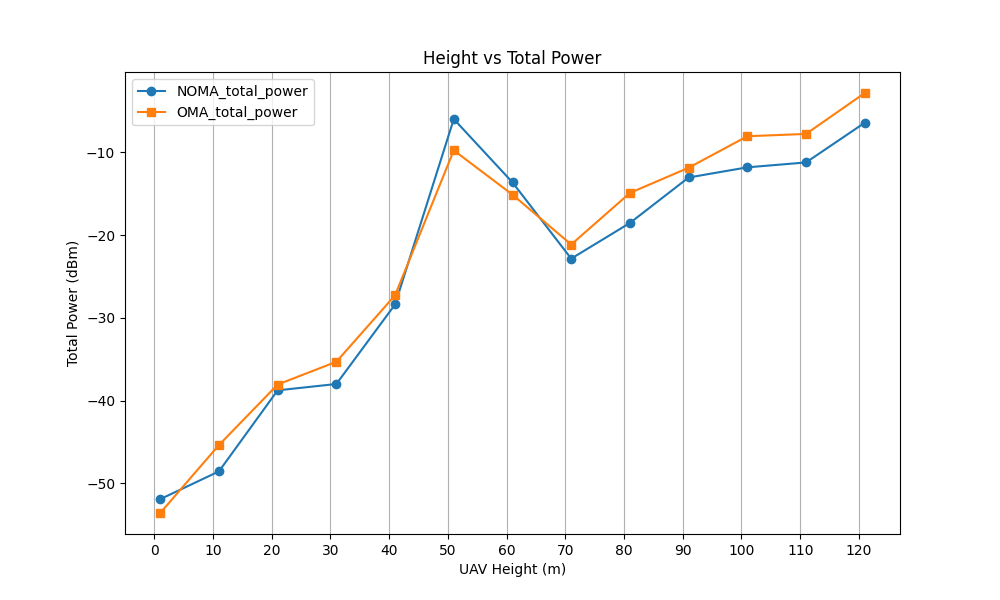 Height vs Total Power
NOMA_total_power
OMA_total_power
Total Power (dBm)
−10
−20
−30
−40
−50
0 10 20 30 40 50 60 70 80 90 100 110 120
UAV Height (m)